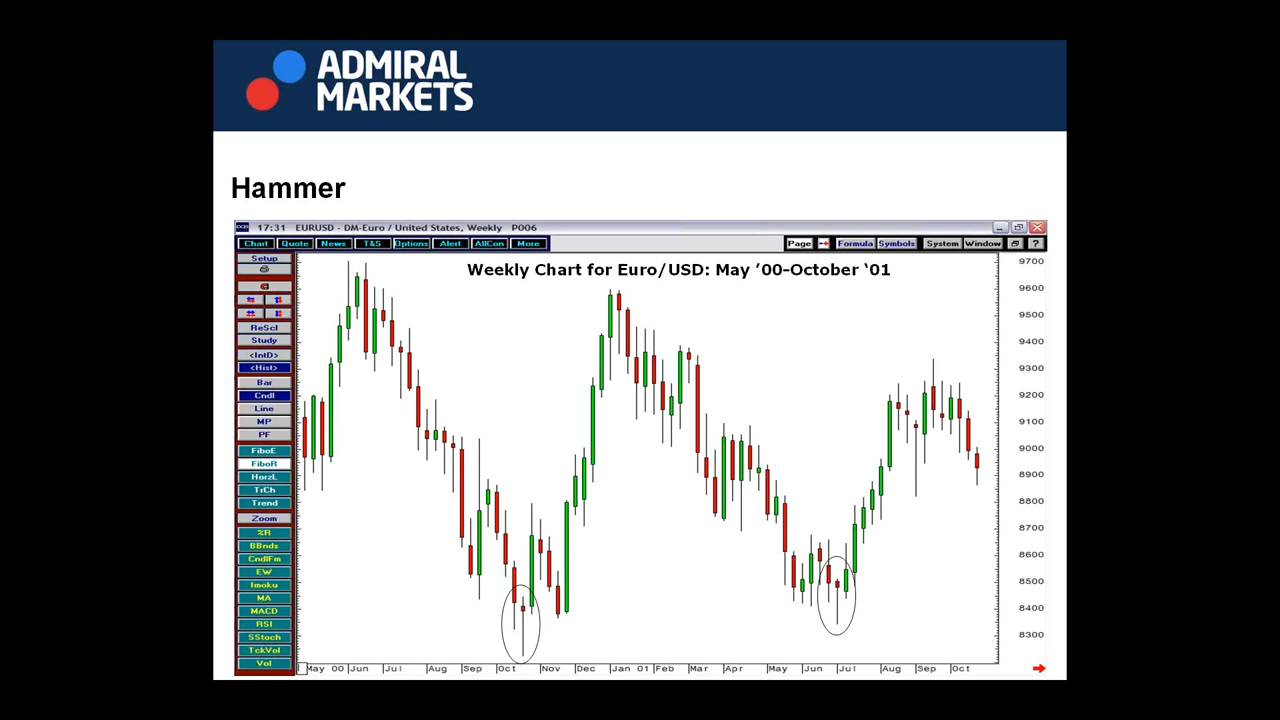 ADMIRAL
MARKETS
Hammer
17:31 EURUSD - DM-Euro / United States, Weekly P006
Chart Quote News T&S Options Alert AllCon More Page Formula Symbols System Window ?
Weekly Chart for Euro/USD: May ’00-October ‘01
Setup
ReScl
Study
<IntD>
<Hist>
Bar
Cndl
Line
MP
PF
FiboE
FiboR
HorzL
TrCh
Trend
Zoom
%R
BBnds
CndlFm
EW
Imoku
MA
MACD
RSI
SStoch
TckVol
Vol
9700
9600
9500
9400
9300
9200
9100
9000
8900
8800
8700
8600
8500
8400
8300
May 00 Jun Jul Aug Sep Oct Nov Dec Jan 01 Feb Mar Apr May Jun Jul Aug Sep Oct